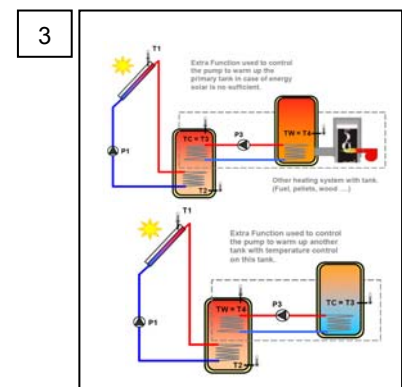 3
T1
Extra Function used to control
the pump to warm up the
primary tank in case of energy
solar is no sufficient.
TC = T3
P3
TW = T4
P1
T2
Other heating system with tank.
(Fuel, pellets, wood ....)
T1
Extra Function used to control
the pump to warm up another
tank with temperature control
on this tank.
TW = T4
P3
TC = T3
P1
T2